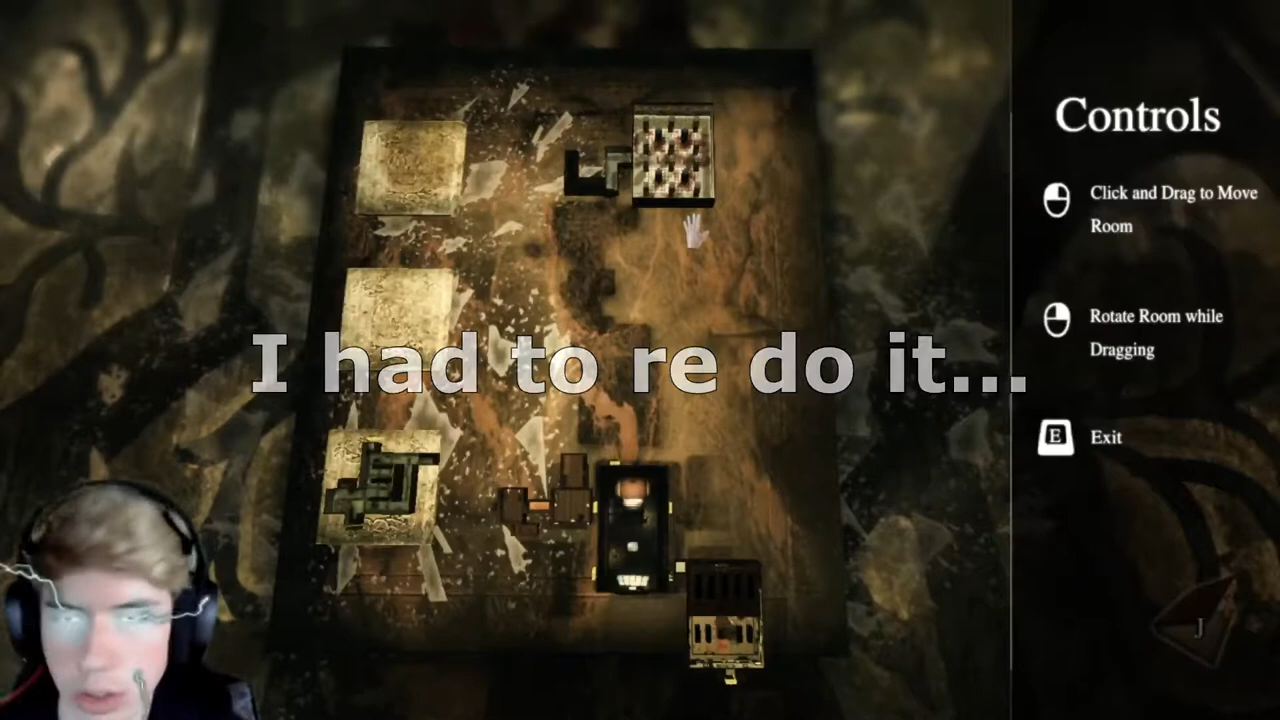 Controls
Click and Drag to Move
Room
Rotate Room while
Dragging
I had to re do it...
E Exit
J